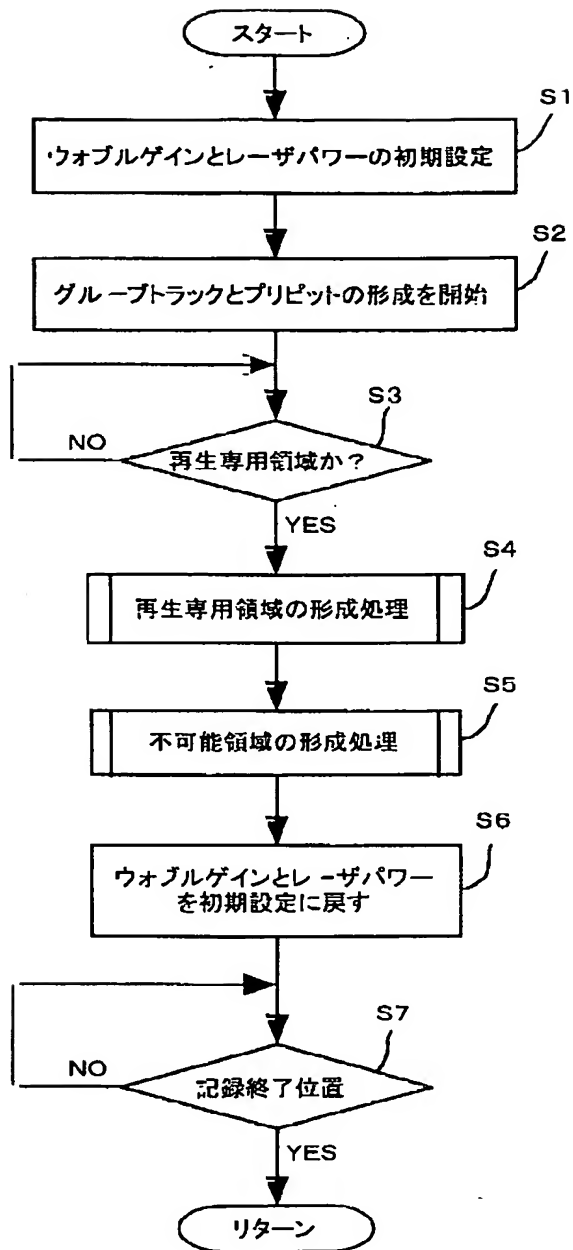 スタート
S1
ウォブルゲインとレーザパワーの初期設定
S2
グルーブトラックとプリピットの形成を開始
S3
NO
再生専用領域か？
YES
S4
再生専用領域の形成処理
S5
不可能領域の形成処理
S6
ウォブルゲインとレーザパワー
を初期設定に戻す
S7
NO
記録終了位置
YES
リターン